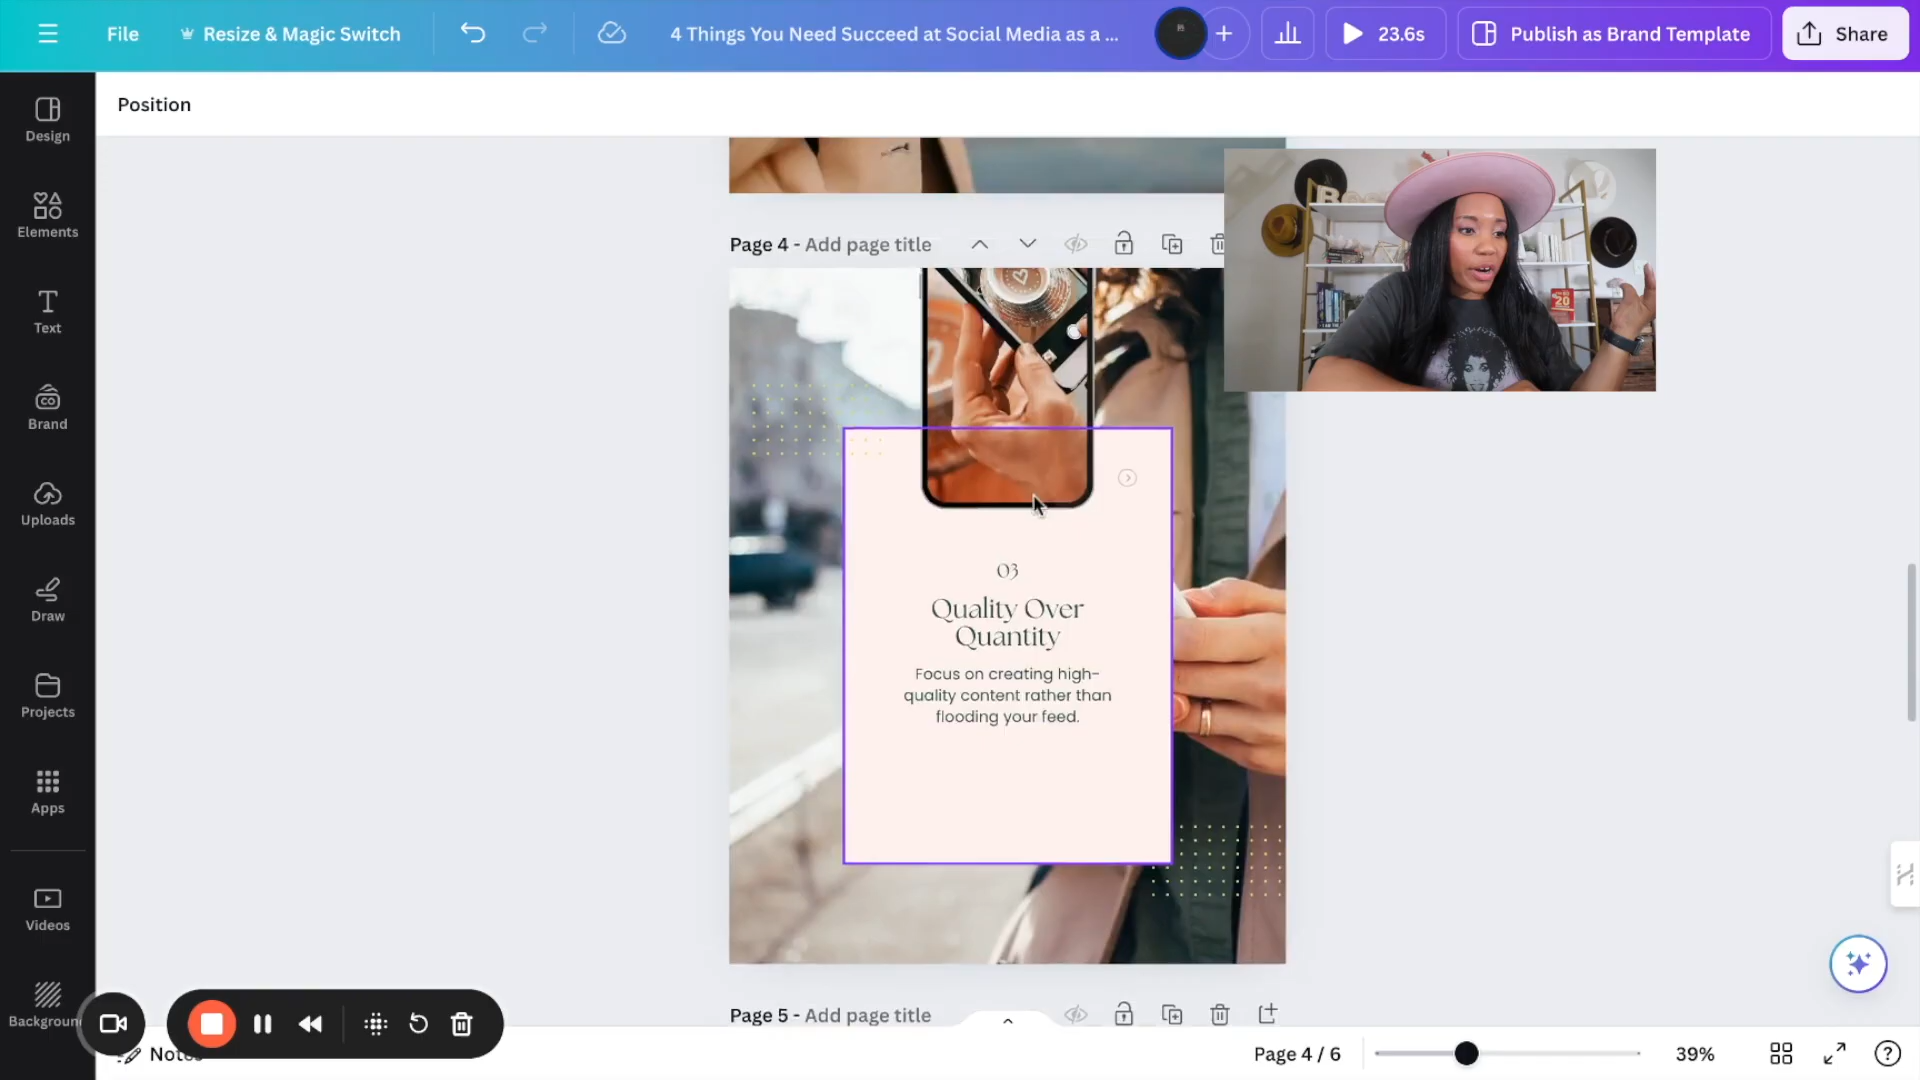 File
Resize & Magic Switch
4 Things You Need Succeed at Social Media as a ...
23.6s
Publish as Brand Template
Share
Position
Design
Elements
Text
Brand
Uploads
Draw
Projects
Apps
Videos
Background
Page 4 - Add page title
B
20
03
Quality Over
Quantity
Focus on creating high-
quality content rather than
flooding your feed.
Page 5 - Add page title
Notes
Page 4 / 6
39%